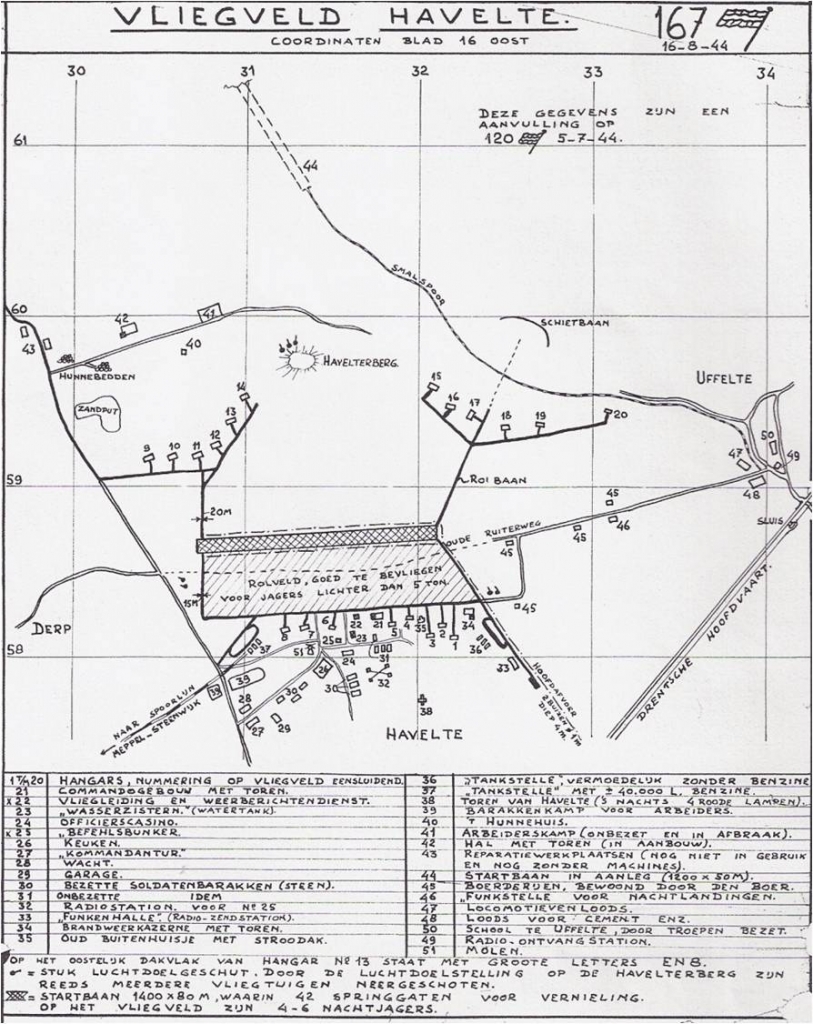 VLIEGVELD HAVELTE.
COORDINATEN BLAD 16 OOST
167
16-8-44
30 31 32 33 34
61
DEZE GEGEVENS ZIJN EEN
AANVULLING OP
120 5-7-44.
44
SMALSPOOR
60
42 41
43
40
HUNNEBEDDEN
HAVELTERBERG.
SCHIETBAAN
UFFELTE
ZANDPUT
14
13
12
9 10 11
15
16
17
18 19 20
50
47 49
48
59
ROIBAAN
20M
45
46
45
45
OUDE RUITERWEG
SLUIS
ROLVELD, GOED TE BEVLIEGEN
VOOR JAGERS LICHTER DAN 5 TON.
15M
45
DERP
DRENTSCHE HOOFDVAART.
8 7 6 22 21 5 4 35 3 2 1 34
58
37 51 25 23 24 31 36 33
39 39 26 30 30 32
28 27 29
38
HOOFDAFVOER
2 BUIZEN ø 1M
DIEP 4M.
NAAR SPOORLIJN
MEPPEL-STEENWIJK
HAVELTE
1 T/M 20 HANGARS, NUMMERING OP VLIEGVELD EENSLUIDEND.
21 COMMANDOGEBOUW MET TOREN.
x22 VLIEGLEIDING EN WEERBERICHTENDIENST.
23 "WASSERZISTERN." (WATERTANK).
24 OFFICIERSCASINO.
x25 "BEFEHLSBUNKER.
26 KEUKEN.
27 "KOMMANDANTUR."
28 WACHT.
29 GARAGE.
30 BEZETTE SOLDATENBARAKKEN (STEEN).
31 ONBEZETTE IDEM
32 RADIOSTATION. VOOR No 25
33 "FUNKENHALLE". (RADIO-ZENDSTATION).
34 BRANDWEERKAZERNE MET TOREN.
35 OUD BUITENHUISJE MET STROODAK.
36 "TANKSTELLE", VERMOEDELIJK ZONDER BENZINE
37 "TANKSTELLE" MET ± 40.000 L. BENZINE.
38 TOREN VAN HAVELTE ('S NACHTS 4 ROODE LAMPEN).
39 BARAKKENKAMP VOOR ARBEIDERS.
40 'T HUNNEHUIS.
41 ARBEIDERSKAMP (ONBEZET EN IN AFBRAAK).
42 HAL MET TOREN (IN AANBOUW).
43 REPARATIEWERKPLAATSEN (NOG NIET IN GEBRUIK
EN NOG ZONDER MACHINES).
44 STARTBAAN IN AANLEG (1200 x 50M).
45 BOERDERIJEN, BEWOOND DOOR DEN BOER.
46 "FUNKSTELLE VOOR NACHTLANDINGEN.
47 LOCOMOTIEVENLOODS.
48 LOODS VOOR CEMENT ENZ.
50 SCHOOL TE UFFELTE, DOOR TROEPEN BEZET.
49 RADIO-ONTVANGSTATION.
51 MOLEN.
OP HET OOSTELIJK DAKVLAK VAN HANGAR No 13 STAAT MET GROOTE LETTERS EN8.
= STUK LUCHTDOELGESCHUT. DOOR DE LUCHTDOELSTELLING OP DE HAVELTERBERG ZIJN
REEDS MEERDERE VLIEGTUIGEN NEERGESCHOTEN.
= STARTBAAN 1400 x 80 M, WAARIN 42 SPRINGGATEN VOOR VERNIELING.
OP HET VLIEGVELD ZIJN 4-6 NACHTJAGERS.